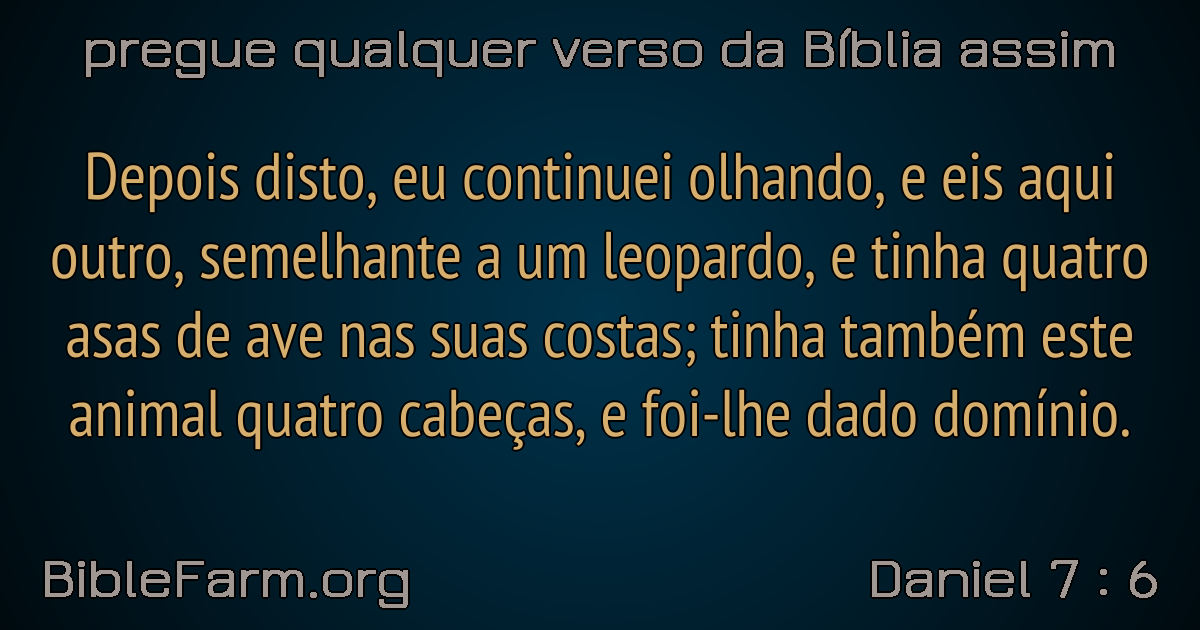 pregue qualquer verso da Bíblia assim
Depois disto, eu continuei olhando, e eis aqui
outro, semelhante a um leopardo, e tinha quatro
asas de ave nas suas costas; tinha também este
animal quatro cabeças, e foi-lhe dado domínio.
BibleFarm.org
Daniel 7 : 6